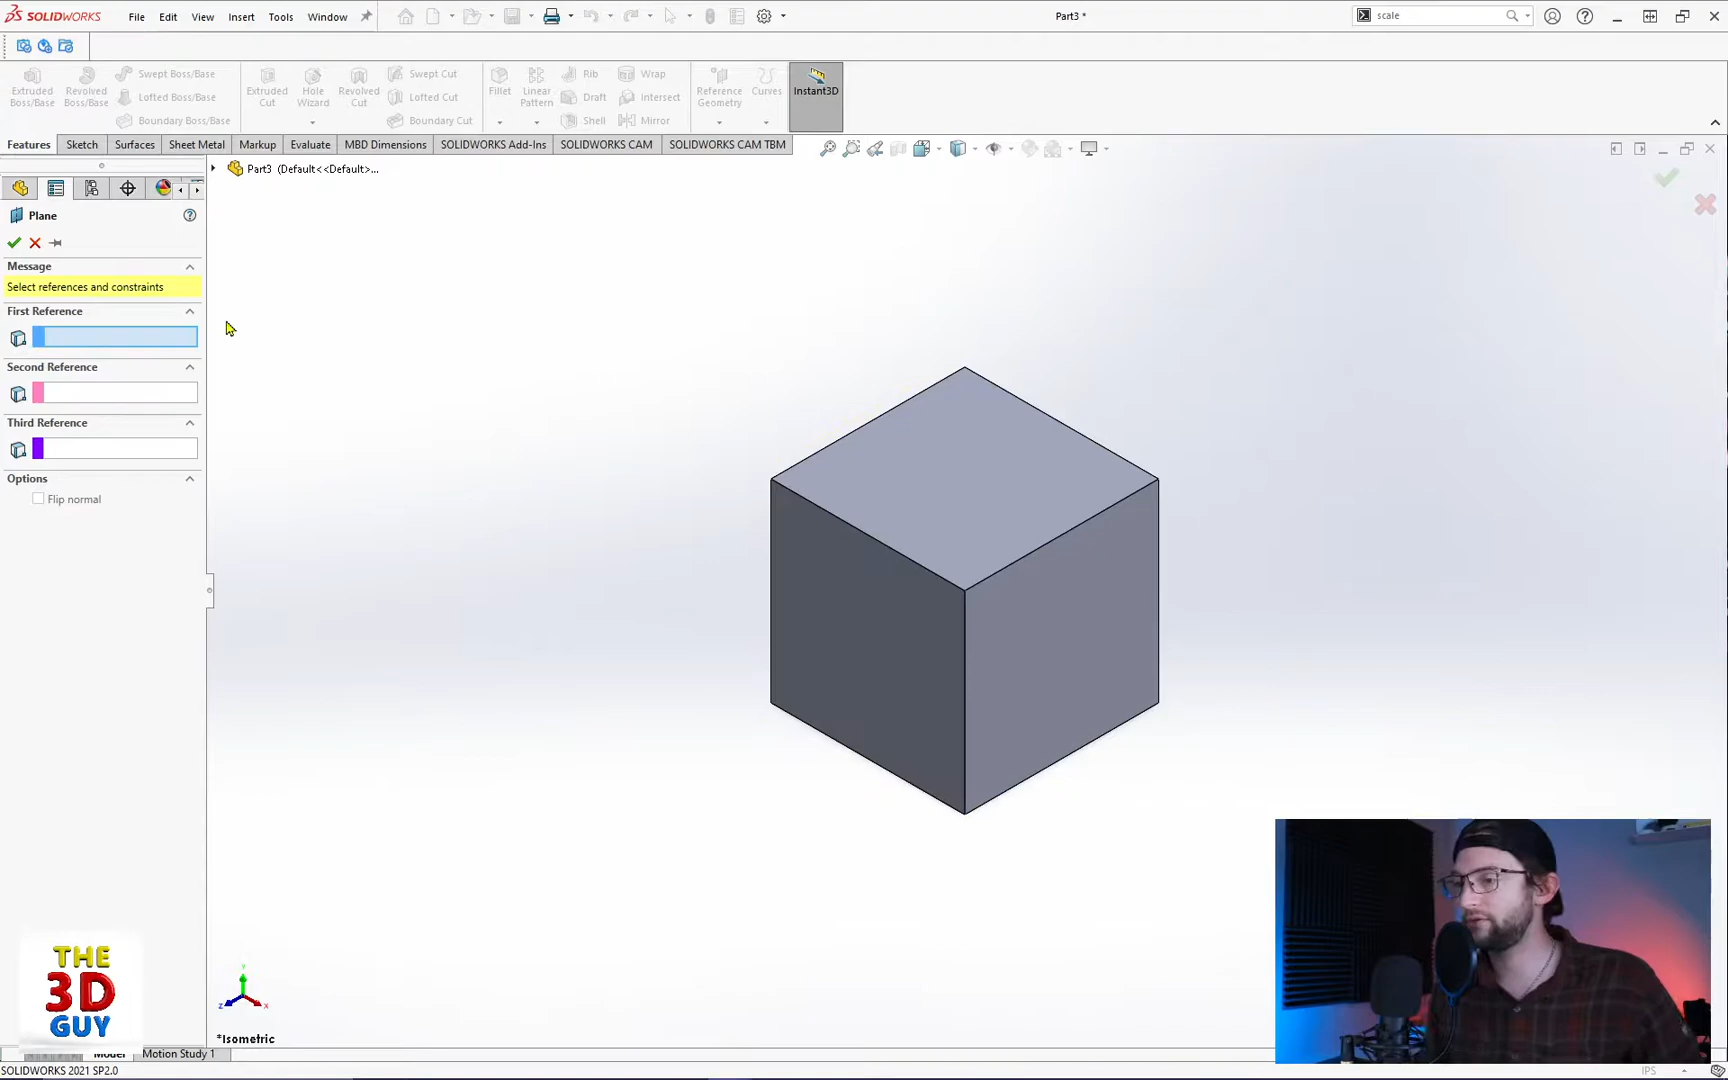 SOLIDWORKS File Edit View Insert Tools Window Part3 * scale
Extruded Boss/Base
Revolved Boss/Base
Swept Boss/Base
Lofted Boss/Base
Boundary Boss/Base
Extruded Cut
Hole Wizard
Revolved Cut
Swept Cut
Lofted Cut
Boundary Cut
Fillet
Linear Pattern
Rib
Draft
Shell
Wrap
Intersect
Mirror
Reference Geometry
Curves
Instant3D
Features Sketch Surfaces Sheet Metal Markup Evaluate MBD Dimensions SOLIDWORKS Add-Ins SOLIDWORKS CAM SOLIDWORKS CAM TBM
Part3 (Default<<Default>...
Plane
Message
Select references and constraints
First Reference
Second Reference
Third Reference
Options
Flip normal
THE
3D
GUY
Y
Z
X
*Isometric
Model Motion Study 1
SOLIDWORKS 2021 SP2.0
IPS